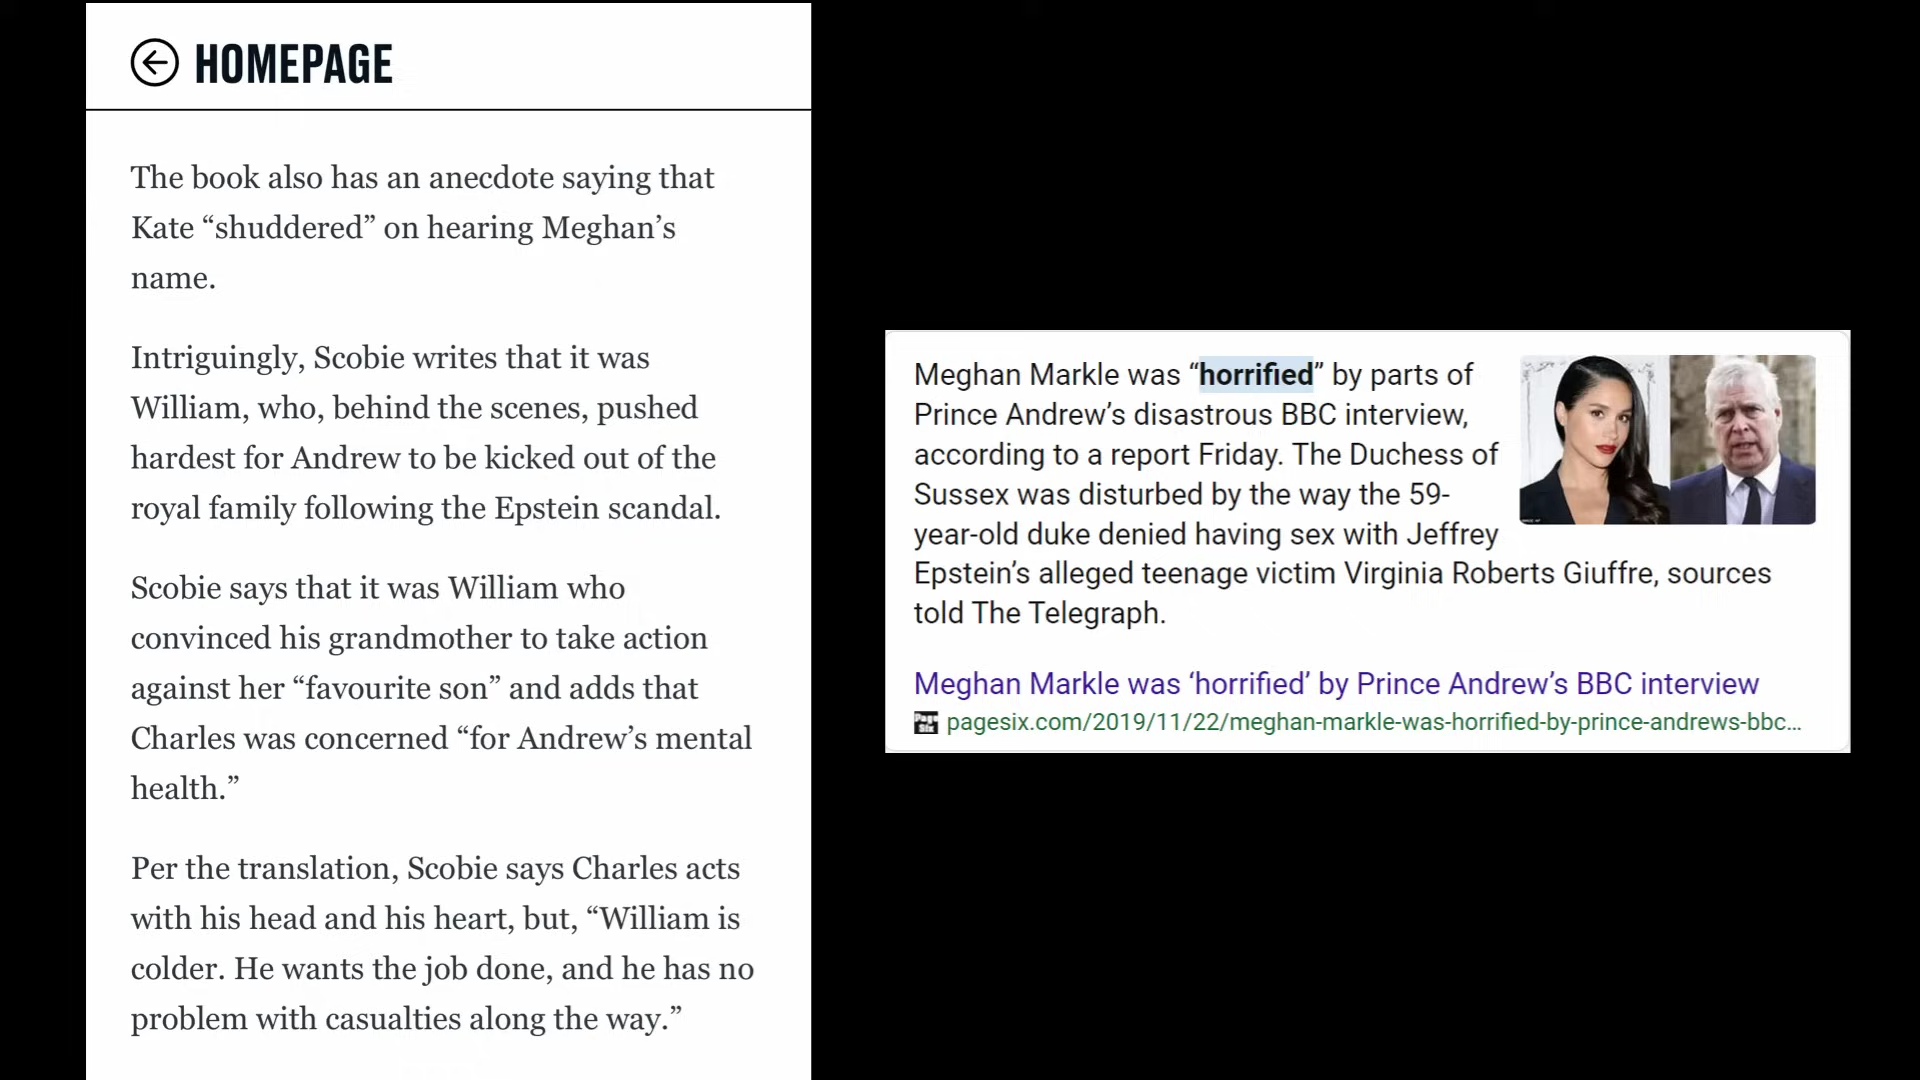 HOMEPAGE
The book also has an anecdote saying that
Kate “shuddered” on hearing Meghan’s
name.
Intriguingly, Scobie writes that it was
William, who, behind the scenes, pushed
hardest for Andrew to be kicked out of the
royal family following the Epstein scandal.
Scobie says that it was William who
convinced his grandmother to take action
against her “favourite son” and adds that
Charles was concerned “for Andrew’s mental
health.”
Per the translation, Scobie says Charles acts
with his head and his heart, but, “William is
colder. He wants the job done, and he has no
problem with casualties along the way.”
Meghan Markle was “horrified” by parts of
Prince Andrew’s disastrous BBC interview,
according to a report Friday. The Duchess of
Sussex was disturbed by the way the 59-
year-old duke denied having sex with Jeffrey
Epstein’s alleged teenage victim Virginia Roberts Giuffre, sources
told The Telegraph.
Meghan Markle was ‘horrified’ by Prince Andrew’s BBC interview
pagesix.com/2019/11/22/meghan-markle-was-horrified-by-prince-andrews-bbc...